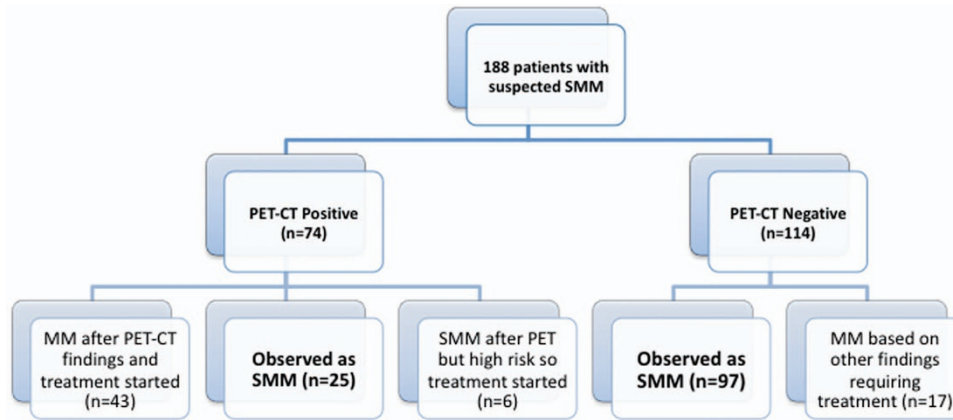 188 patients with
suspected SMM
PET-CT Positive
(n=74)
PET-CT Negative
(n=114)
MM after PET-CT
findings and
treatment started
(n=43)
Observed as
SMM (n=25)
SMM after PET
but high risk so
treatment started
(n=6)
Observed as
SMM (n=97)
MM based on
other findings
requiring
treatment (n=17)